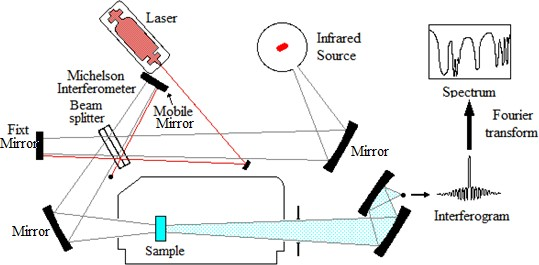 Laser
Infrared
Source
Michelson
Interferometer
Beam
splitter
Mobile
Mirror
Fixt
Mirror
Mirror
Spectrum
Fourier
transform
Interferogram
Mirror
Sample